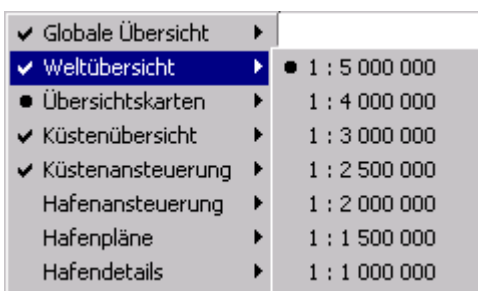 Globale Übersicht
Weltübersicht
Übersichtskarten
Küstenübersicht
Küstenansteuerung
Hafenansteuerung
Hafenpläne
Hafendetails
1 : 5 000 000
1 : 4 000 000
1 : 3 000 000
1 : 2 500 000
1 : 2 000 000
1 : 1 500 000
1 : 1 000 000